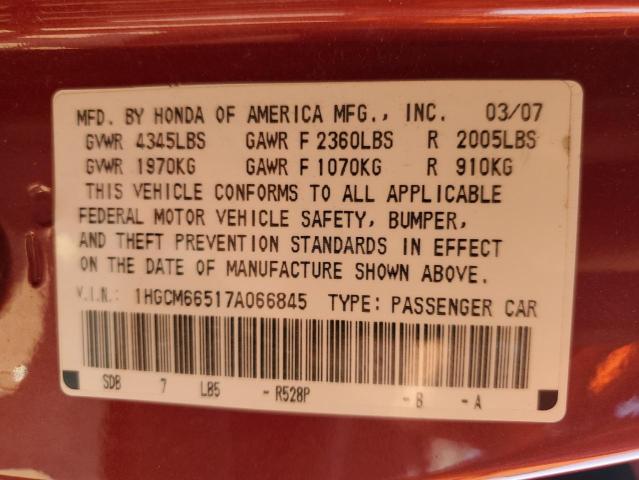 MFD. BY HONDA OF AMERICA MFG., INC. 03/07
GVWR 4345LBS GAWR F 2360LBS R 2005LBS
GVWR 1970KG GAWR F 1070KG R 910KG
THIS VEHICLE CONFORMS TO ALL APPLICABLE
FEDERAL MOTOR VEHICLE SAFETY, BUMPER,
AND THEFT PREVENTION STANDARDS IN EFFECT
ON THE DATE OF MANUFACTURE SHOWN ABOVE.
V.I.N.: 1HGCM66517A066845 TYPE: PASSENGER CAR
SDB 7 LB5 -R528P -B -A